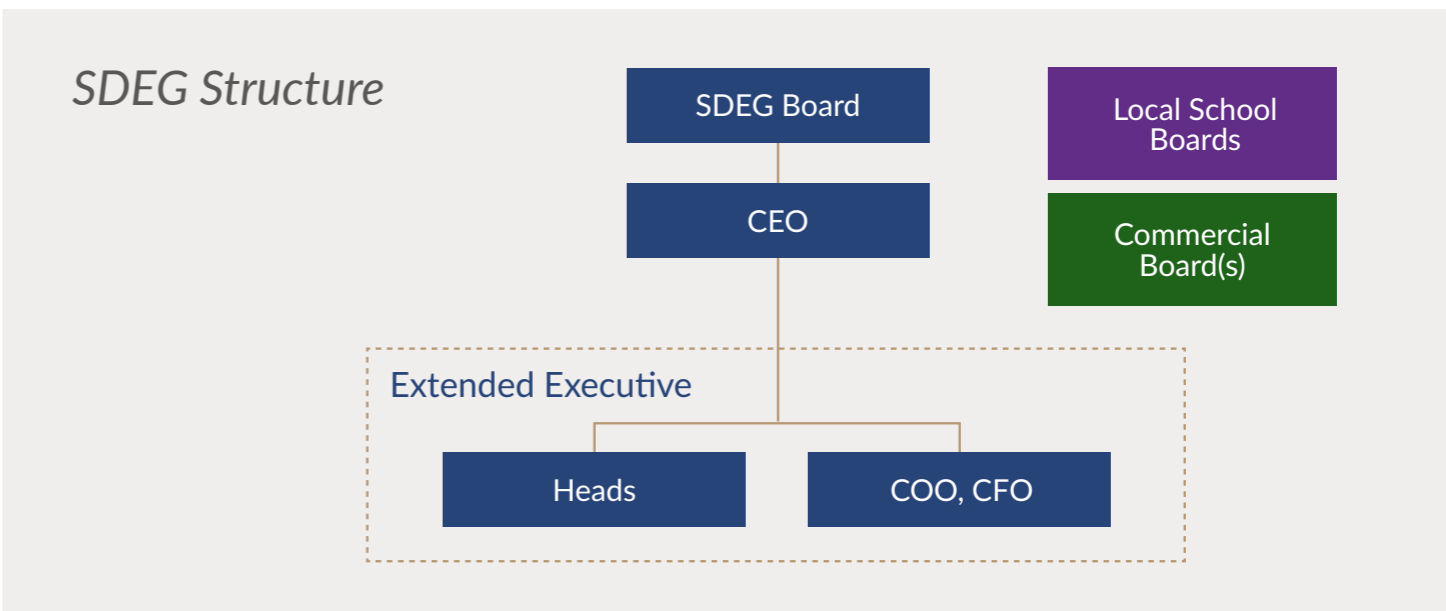 SDEG Structure
SDEG Board
Local School
Boards
CEO
Commercial
Board(s)
Extended Executive
Heads
COO, CFO